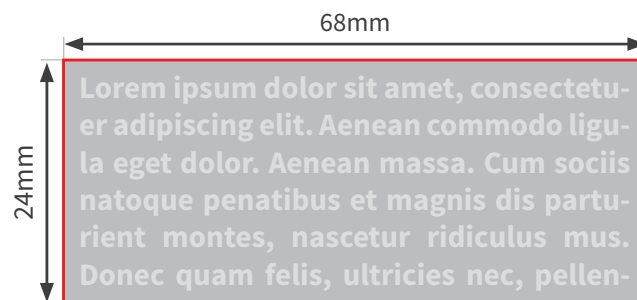 68mm
24mm
Lorem ipsum dolor sit amet, consectetu-
er adipiscing elit. Aenean commodo ligu-
la eget dolor. Aenean massa. Cum sociis
natoque penatibus et magnis dis partu-
rient montes, nascetur ridiculus mus.
Donec quam felis, ultricies nec, pellen-